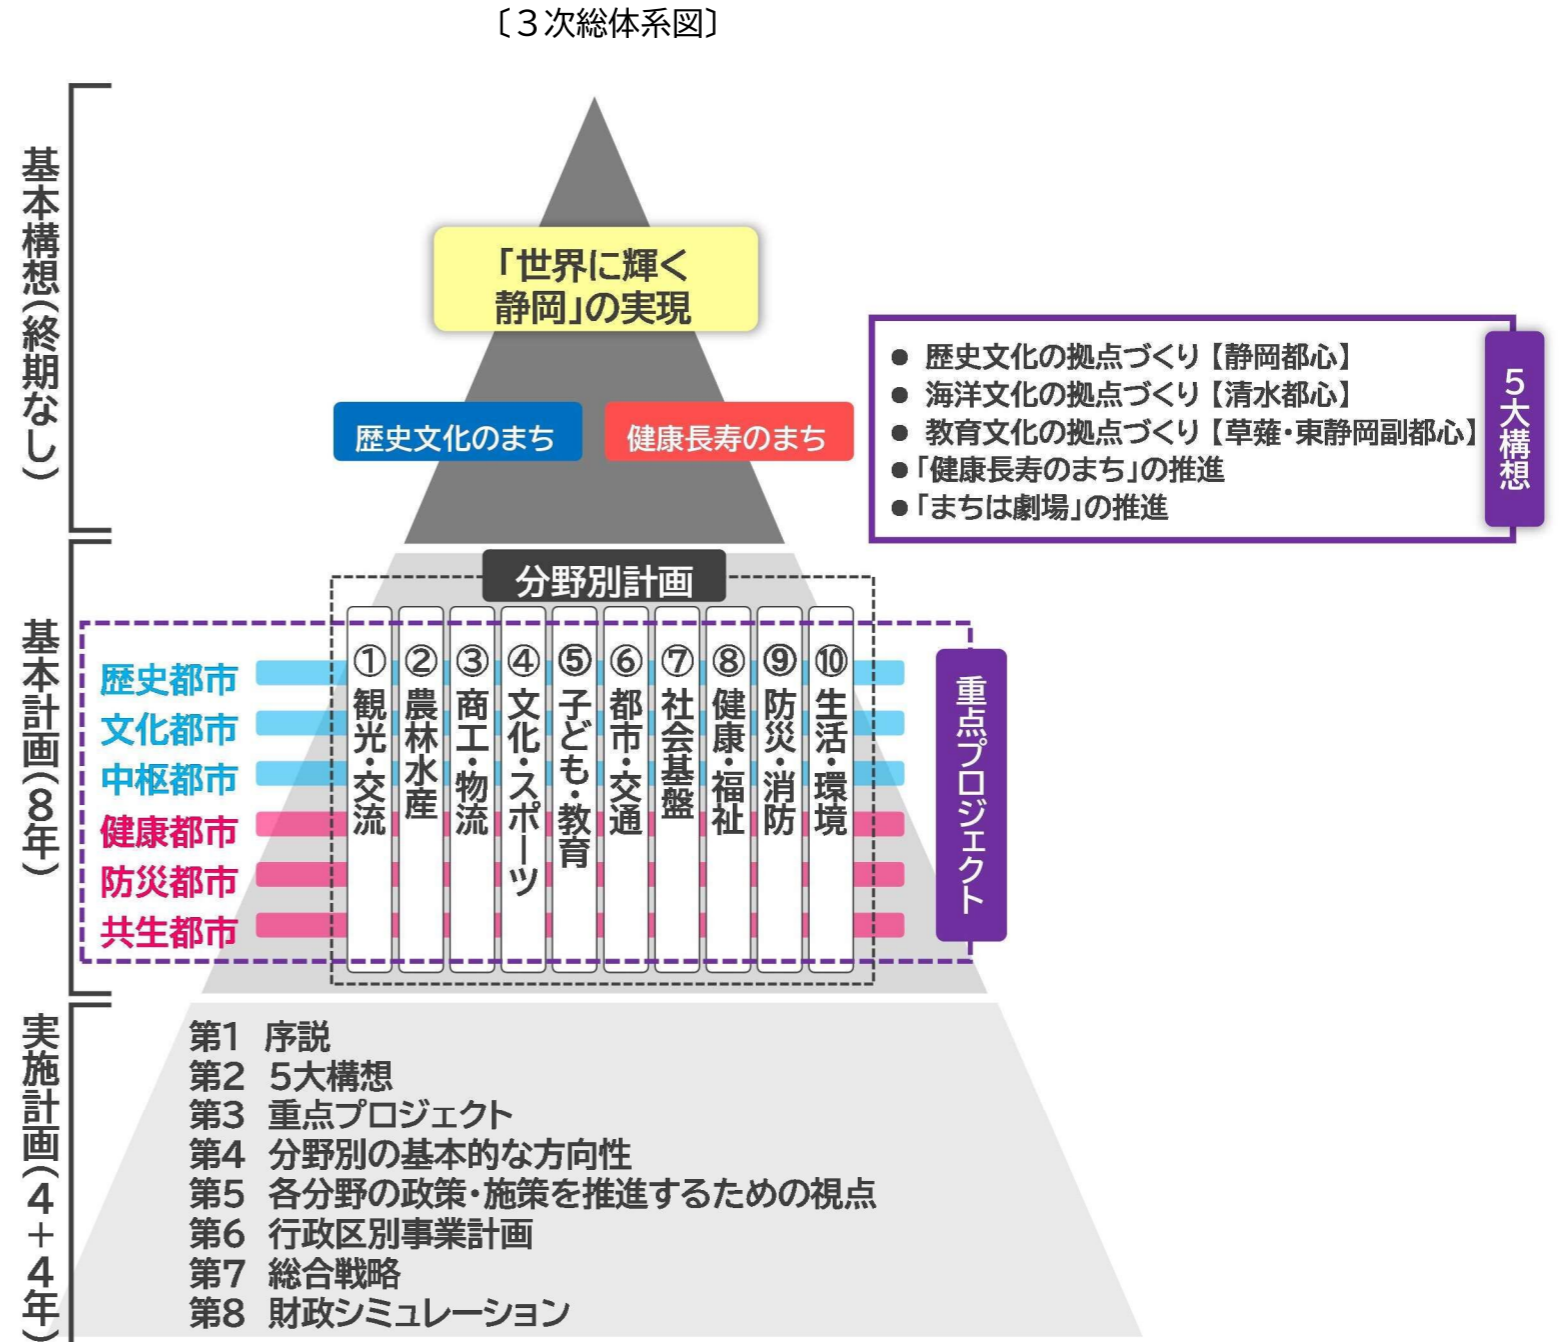 〔3次総体系図〕
基本構想(終期なし)
「世界に輝く
静岡」の実現
歴史文化のまち
健康長寿のまち
● 歴史文化の拠点づくり【静岡都心】
● 海洋文化の拠点づくり【清水都心】
● 教育文化の拠点づくり【草薙・東静岡副都心】
●「健康長寿のまち」の推進
●「まちは劇場」の推進
5大構想
基本計画(8年)
分野別計画
歴史都市
文化都市
中枢都市
健康都市
防災都市
共生都市
①観光・交流
②農林水産
③商工・物流
④文化・スポーツ
⑤子ども・教育
⑥都市・交通
⑦社会基盤
⑧健康・福祉
⑨防災・消防
⑩生活・環境
重点プロジェクト
実施計画(4+4年)
第1 序説
第2 5大構想
第3 重点プロジェクト
第4 分野別の基本的な方向性
第5 各分野の政策・施策を推進するための視点
第6 行政区別事業計画
第7 総合戦略
第8 財政シミュレーション